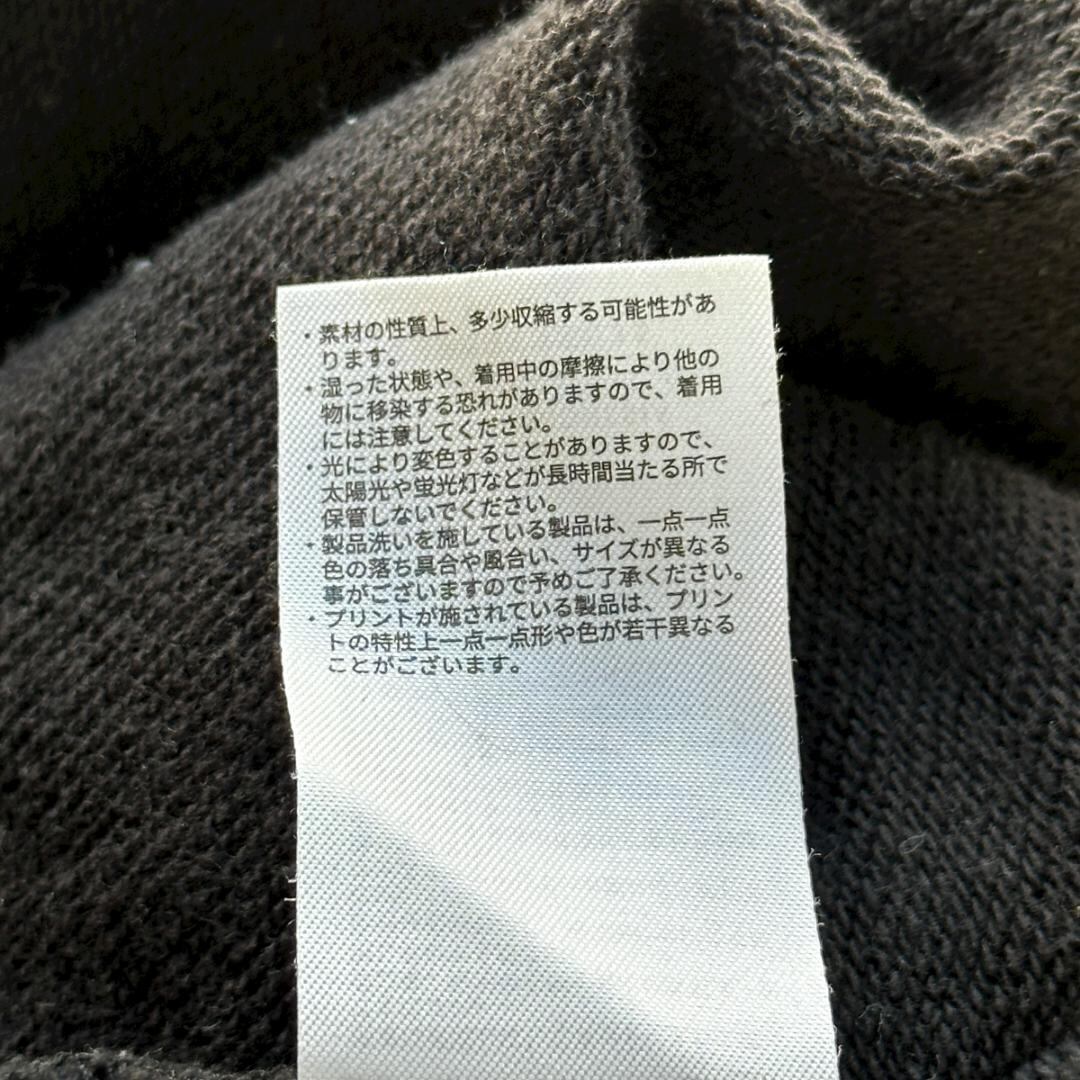 ・素材の性質上、多少収縮する可能性があ
ります。
・湿った状態や、着用中の摩擦により他の
物に移染する恐れがありますので、着用
には注意してください。
・光により変色することがありますので、
太陽光や蛍光灯などが長時間当たる所で
保管しないでください。
・製品洗いを施している製品は、一点一点
色の落ち具合や風合い、サイズが異なる
事がございますので予めご了承ください。
・プリントが施されている製品は、プリン
トの特性上一点一点形や色が若干異なる
ことがございます。